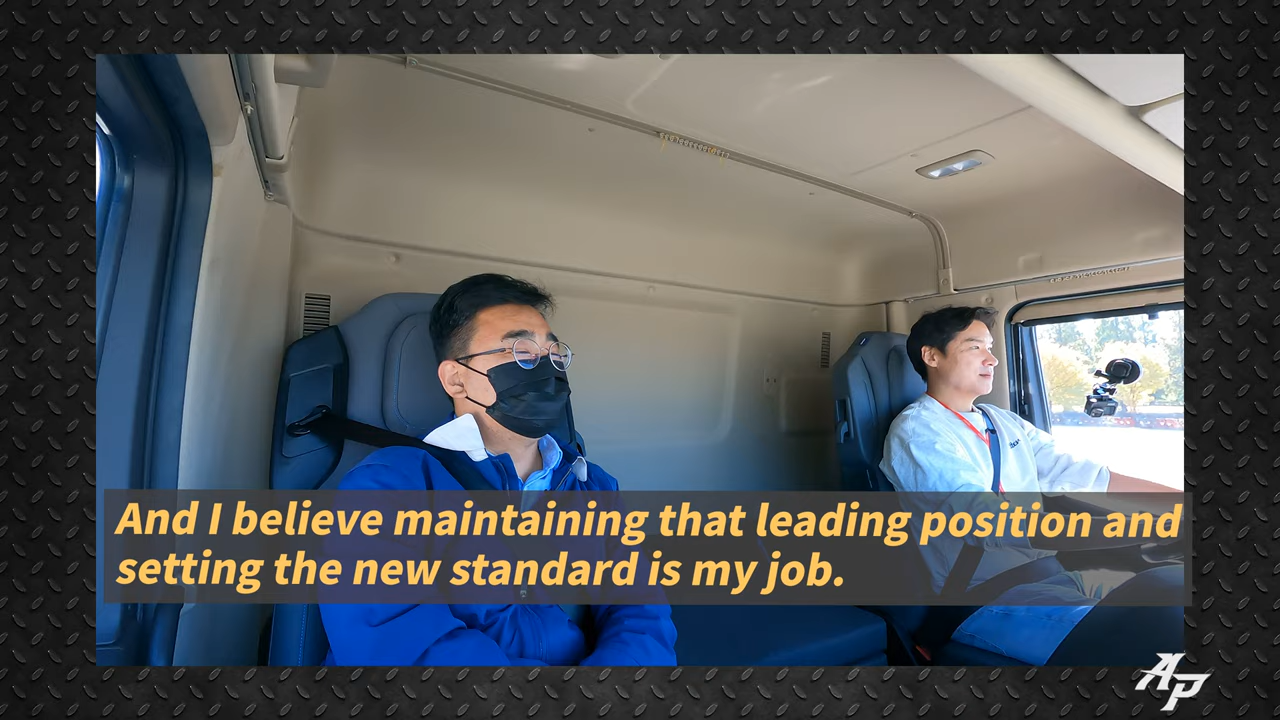 And I believe maintaining that leading position and
setting the new standard is my job.
AP